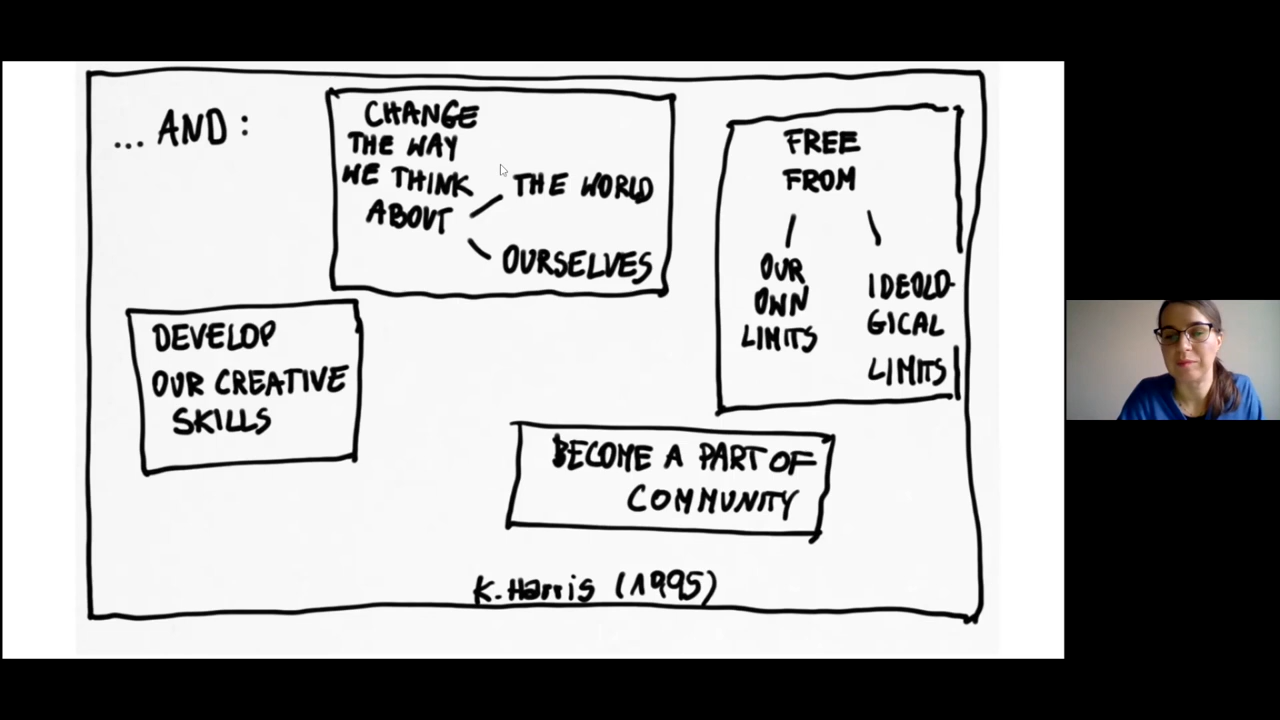 ... AND:
CHANGE
THE WAY
WE THINK
ABOUT
THE WORLD
OURSELVES
FREE
FROM
OUR
OWN
LIMITS
IDEOLO-
GICAL
LIMITS
DEVELOP
OUR CREATIVE
SKILLS
BECOME A PART OF
COMMUNITY
K. Harris (1995)